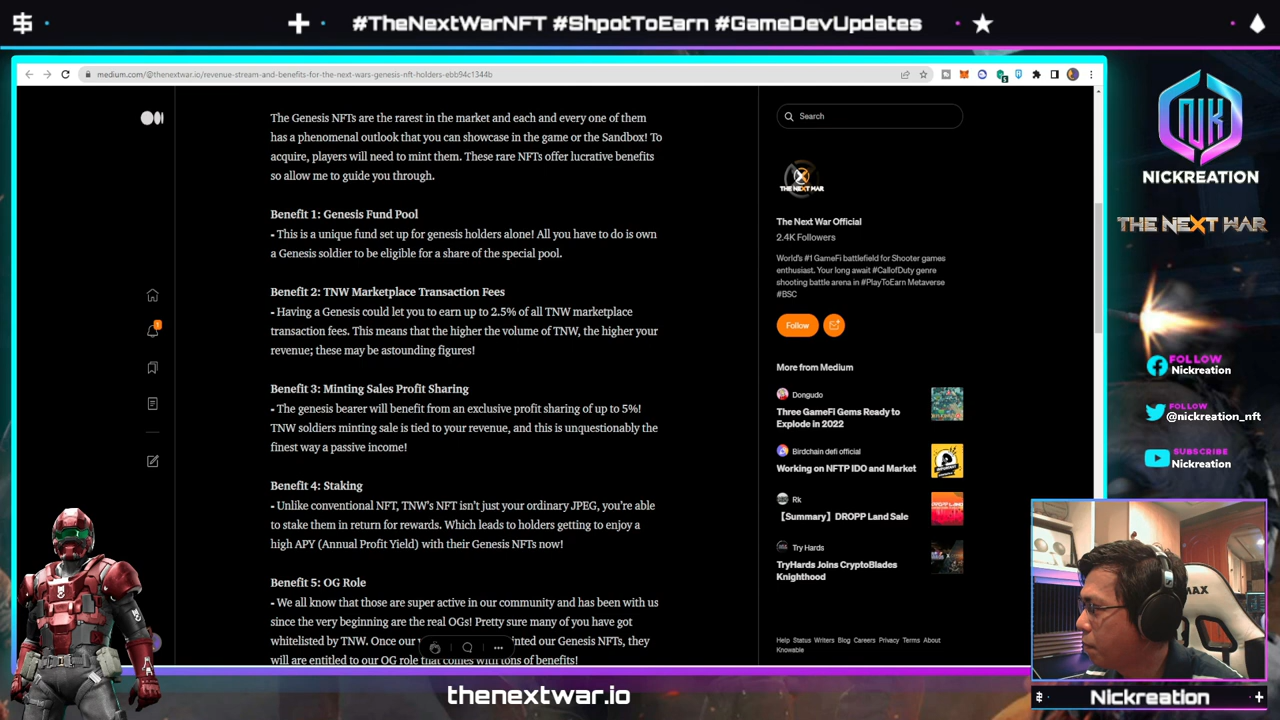 #TheNextWarNFT #ShpotToEarn #GameDevUpdates
medium.com/@thenextwar.io/revenue-stream-and-benefits-for-the-next-wars-genesis-nft-holders-ebb94c1344b
The Genesis NFTs are the rarest in the market and each and every one of them
has a phenomenal outlook that you can showcase in the game or the Sandbox! To
acquire, players will need to mint them. These rare NFTs offer lucrative benefits
so allow me to guide you through.
Benefit 1: Genesis Fund Pool
- This is a unique fund set up for genesis holders alone! All you have to do is own
a Genesis soldier to be eligible for a share of the special pool.
Benefit 2: TNW Marketplace Transaction Fees
- Having a Genesis could let you to earn up to 2.5% of all TNW marketplace
transaction fees. This means that the higher the volume of TNW, the higher your
revenue; these may be astounding figures!
Benefit 3: Minting Sales Profit Sharing
- The genesis bearer will benefit from an exclusive profit sharing of up to 5%!
TNW soldiers minting sale is tied to your revenue, and this is unquestionably the
finest way a passive income!
Benefit 4: Staking
- Unlike conventional NFT, TNW's NFT isn't just your ordinary JPEG, you're able
to stake them in return for rewards. Which leads to holders getting to enjoy a
high APY (Annual Profit Yield) with their Genesis NFTs now!
Benefit 5: OG Role
- We all know that those are super active in our community and has been with us
since the very beginning are the real OGs! Pretty sure many of you have got
whitelisted by TNW. Once our
inted our Genesis NFTs, they
will are entitled to our OG role that comes with tons of benefits!
Search
THE NEXT WAR
The Next War Official
2.4K Followers
World's #1 GameFi battlefield for Shooter games
enthusiast. Your long await #CallofDuty genre
shooting battle arena in #PlayToEarn Metaverse
#BSC
Follow
More from Medium
Dongudo
Three GameFi Gems Ready to
Explode in 2022
Birdchain defi official
Working on NFTP IDO and Market
Rk
【Summary】DROPP Land Sale
Try Hards
TryHards Joins CryptoBlades
Knighthood
Help Status Writers Blog Careers Privacy Terms About
Knowable
NK
NICKREATION
THE NEXT WAR
FOLLOW
Nickreation
FOLLOW
@nickreation_nft
SUBSCRIBE
Nickreation
MAX
thenextwar.io
Nickreation